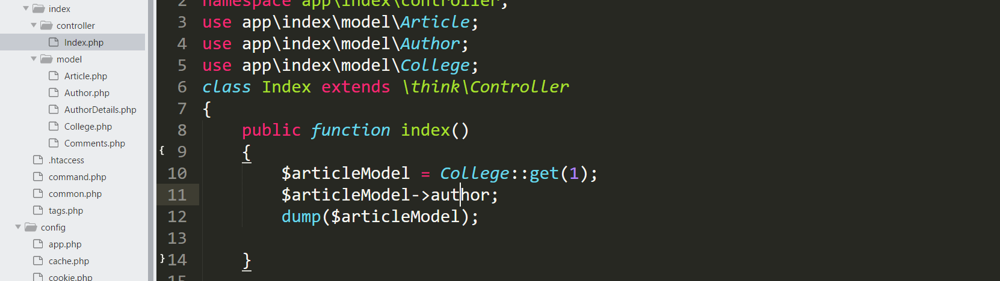 index
controller
Index.php
model
Article.php
Author.php
AuthorDetails.php
College.php
Comments.php
.htaccess
command.php
common.php
tags.php
config
app.php
cache.php
cookie.php
2 namespace app\index\controller;
3 use app\index\model\Article;
4 use app\index\model\Author;
5 use app\index\model\College;
6 class Index extends \think\Controller
7 {
8 public function index()
9 {
10 $articleModel = College::get(1);
11 $articleModel->author;
12 dump($articleModel);
13
14 }
15